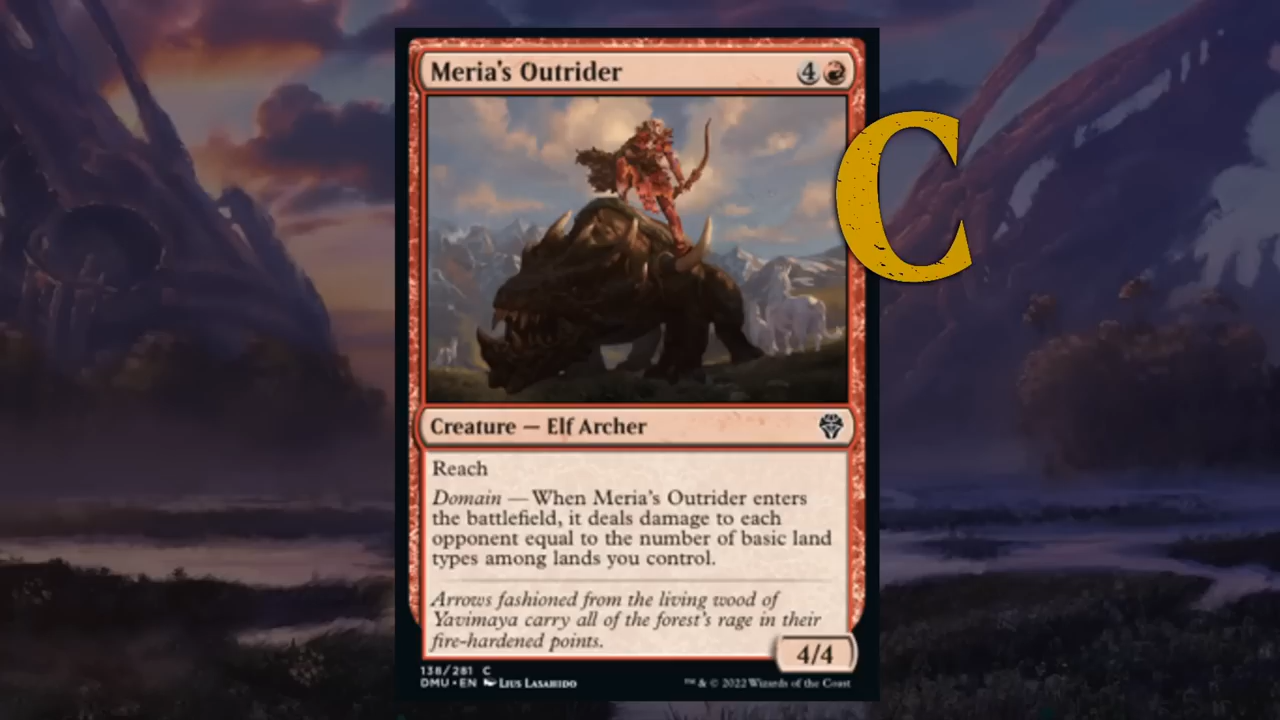 Meria's Outrider 4
C
Creature — Elf Archer
Reach
Domain — When Meria's Outrider enters
the battlefield, it deals damage to each
opponent equal to the number of basic land
types among lands you control.
Arrows fashioned from the living wood of
Yavimaya carry all of the forest's rage in their
fire-hardened points.
4/4
138/281 C
DMU • EN Lius Lasahido
™ & © 2022 Wizards of the Coast